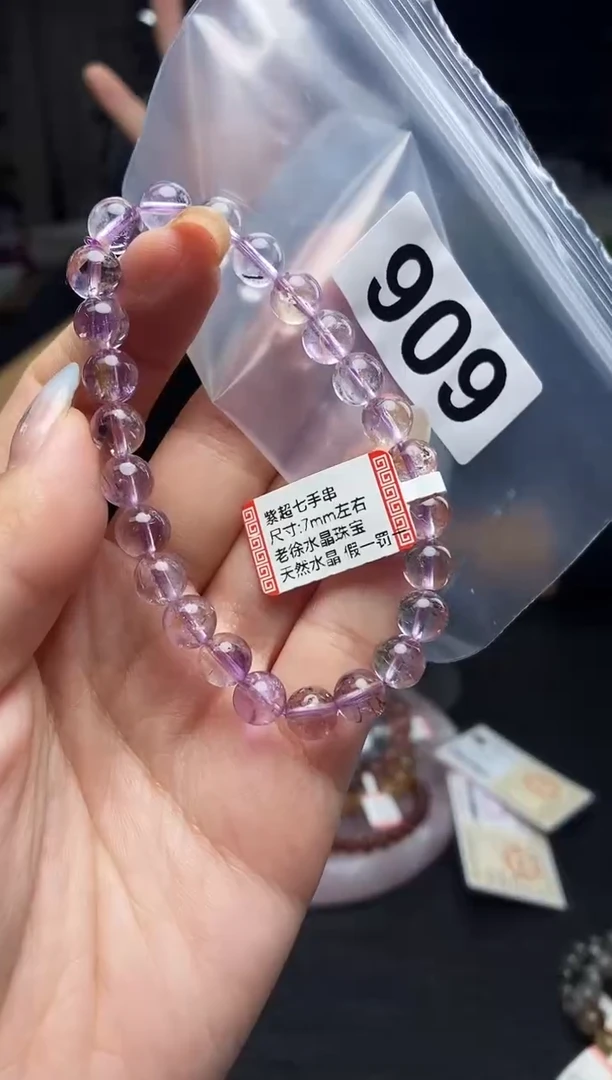 909
紫超七手串
尺寸:7mm左右
老徐水晶珠宝
天然水晶 假一罚